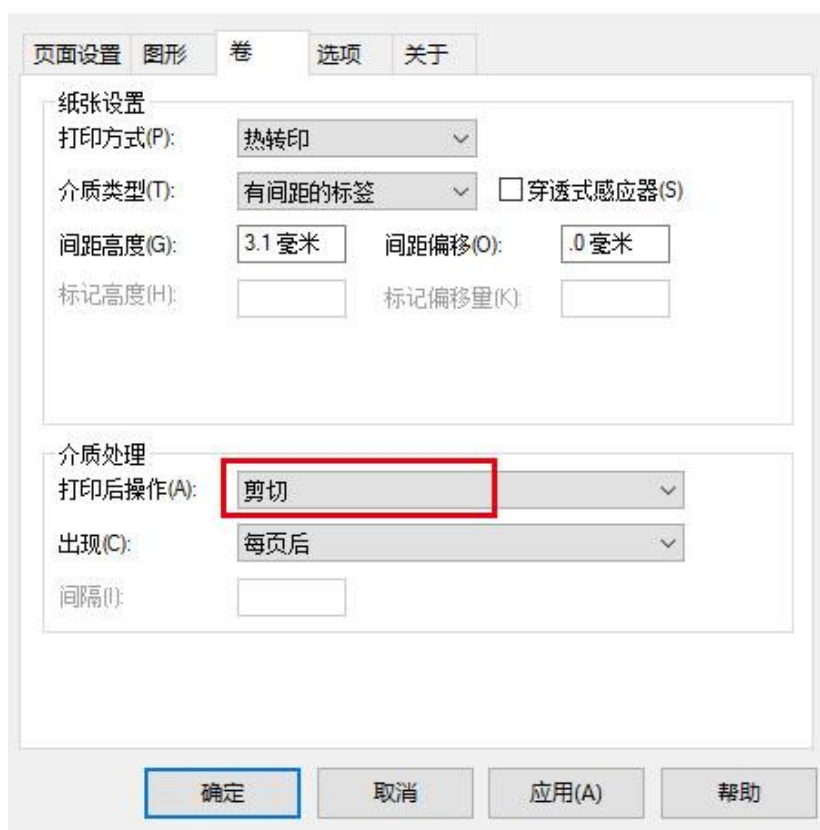 页面设置 图形 卷 选项 关于
纸张设置
打印方式(P): 热转印
介质类型(T): 有间距的标签 穿透式感应器(S)
间距高度(G): 3.1 毫米 间距偏移(O): .0 毫米
标记高度(H): 标记偏移量(K):
介质处理
打印后操作(A): 剪切
出现(C): 每页后
间隔(I):
确定 取消 应用(A) 帮助